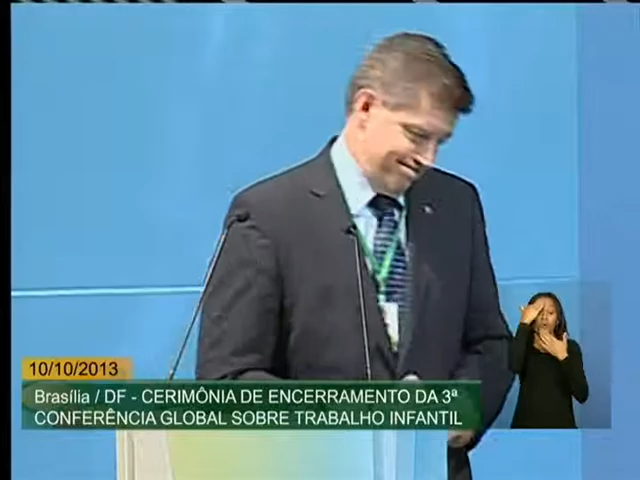 10/10/2013
Brasília / DF - CERIMÔNIA DE ENCERRAMENTO DA 3ª
CONFERÊNCIA GLOBAL SOBRE TRABALHO INFANTIL